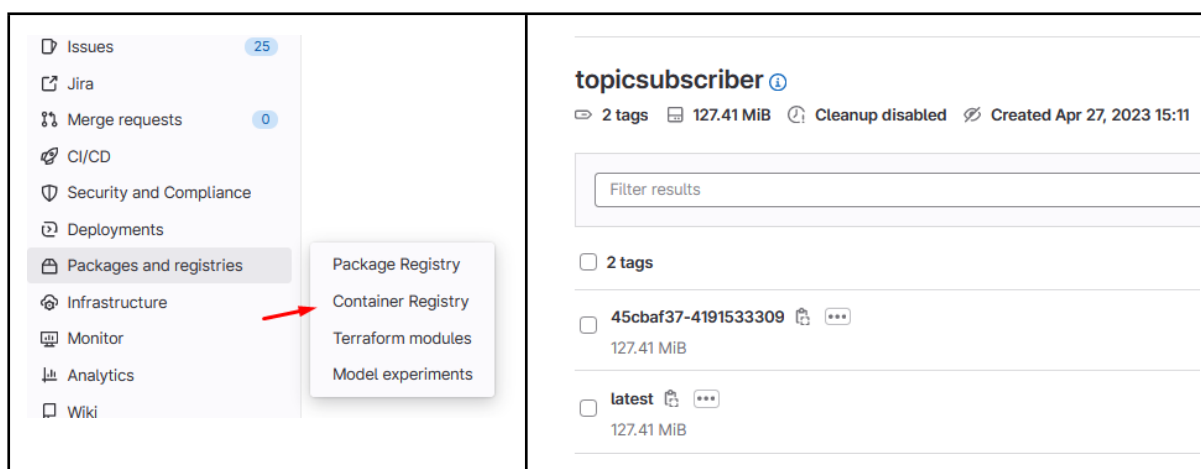 Issues 25
Jira
Merge requests 0
CI/CD
Security and Compliance
Deployments
Packages and registries
Infrastructure
Monitor
Analytics
Wiki
Package Registry
Container Registry
Terraform modules
Model experiments
topicsubscriber
2 tags 127.41 MiB Cleanup disabled Created Apr 27, 2023 15:11
Filter results
2 tags
45cbaf37-4191533309
127.41 MiB
latest
127.41 MiB